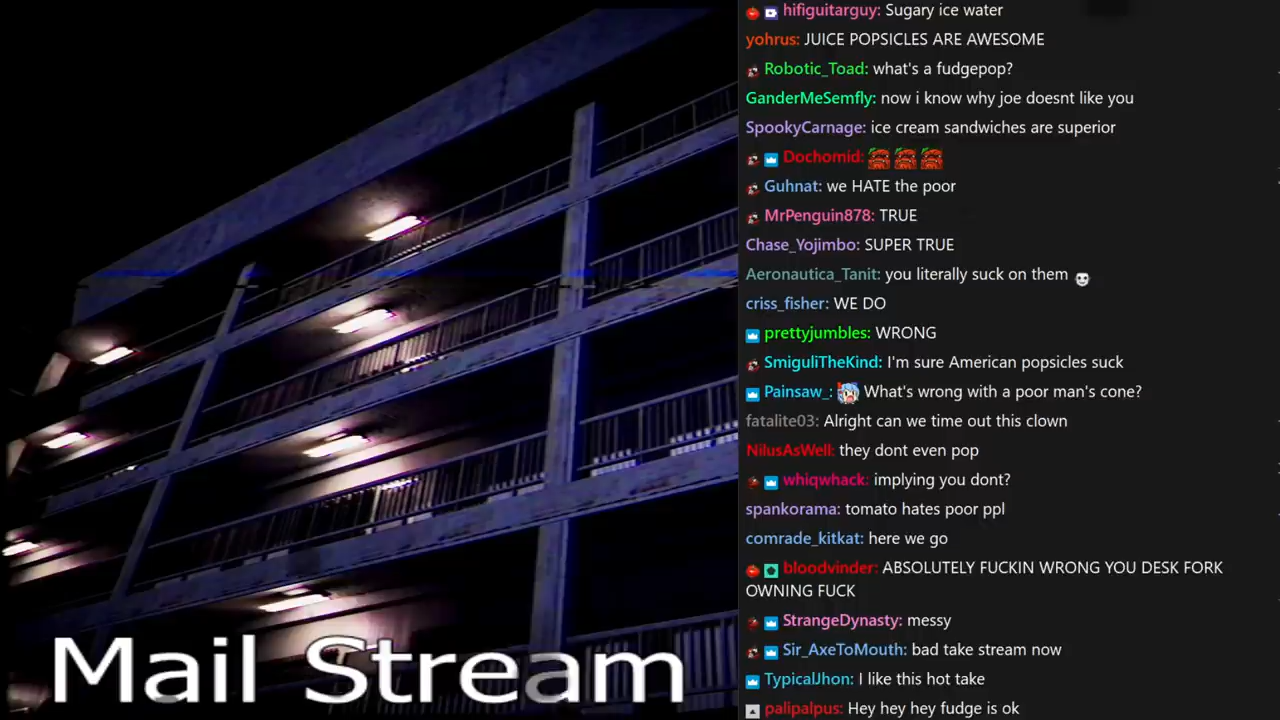 hifiguitarguy: Sugary ice water
yohrus: JUICE POPSICLES ARE AWESOME
Robotic_Toad: what's a fudgepop?
GanderMeSemfly: now i know why joe doesnt like you
SpookyCarnage: ice cream sandwiches are superior
Dochomid:
Guhnat: we HATE the poor
MrPenguin878: TRUE
Chase_Yojimbo: SUPER TRUE
Aeronautica_Tanit: you literally suck on them
criss_fisher: WE DO
prettyjumbles: WRONG
SmiguliTheKind: I'm sure American popsicles suck
Painsaw_: What's wrong with a poor man's cone?
fatalite03: Alright can we time out this clown
NilusAsWell: they dont even pop
whiqwhack: implying you dont?
spankorama: tomato hates poor ppl
comrade_kitkat: here we go
bloodvinder: ABSOLUTELY FUCKIN WRONG YOU DESK FORK
OWNING FUCK
StrangeDynasty: messy
Sir_AxeToMouth: bad take stream now
TypicalJhon: I like this hot take
palipalpus: Hey hey hey fudge is ok
Mail Stream